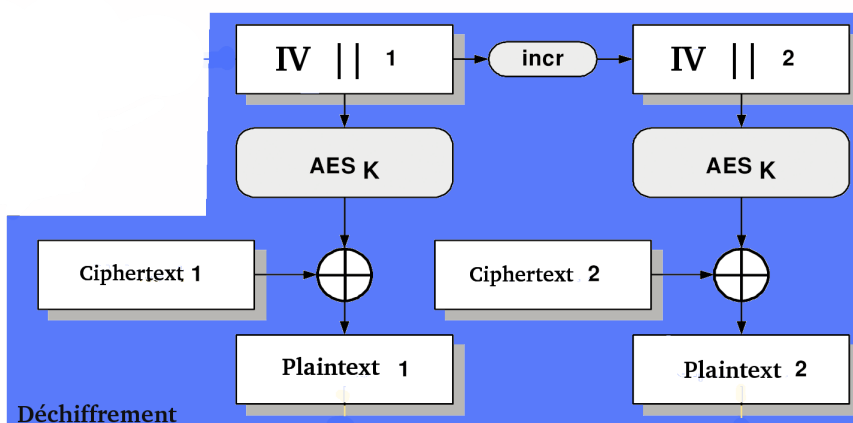 IV || 1
incr
IV || 2
AES K
AES K
Ciphertext 1
Ciphertext 2
Plaintext 1
Plaintext 2
Déchiffrement